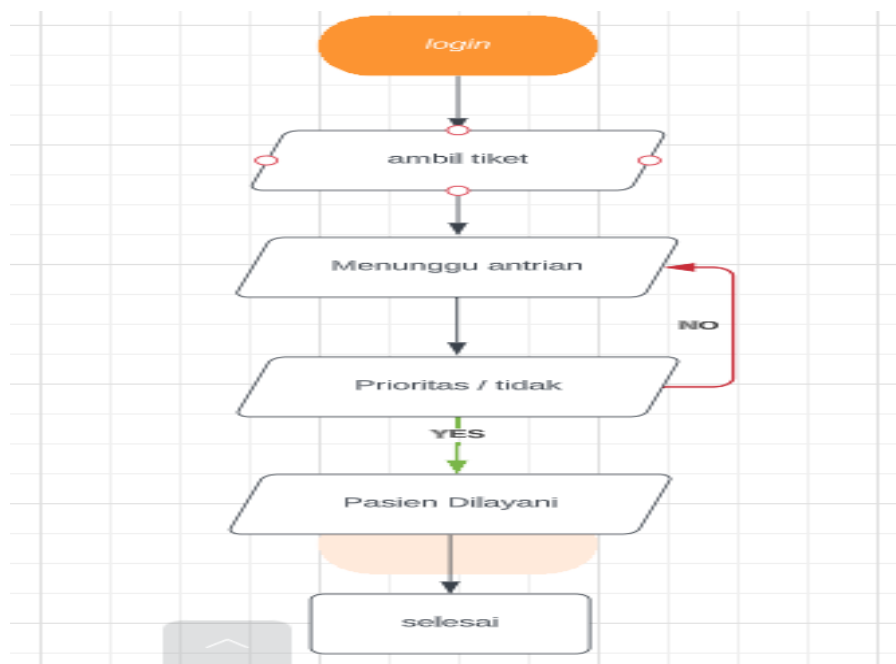 login
ambil tiket
Menunggu antrian
NO
Prioritas / tidak
YES
Pasien Dilayani
selesai